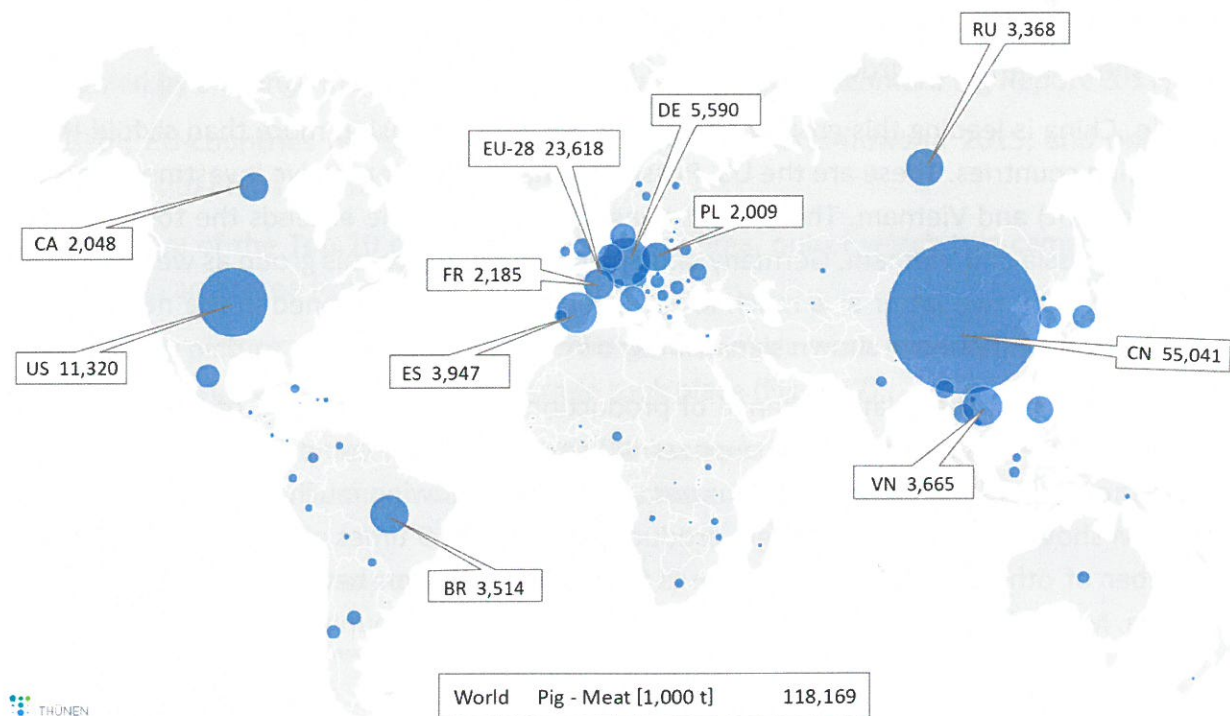 RU 3,368
DE 5,590
EU-28 23,618
PL 2,009
CA 2,048
FR 2,185
US 11,320
ES 3,947
CN 55,041
VN 3,665
BR 3,514
World Pig - Meat [1,000 t] 118,169
THÜNEN